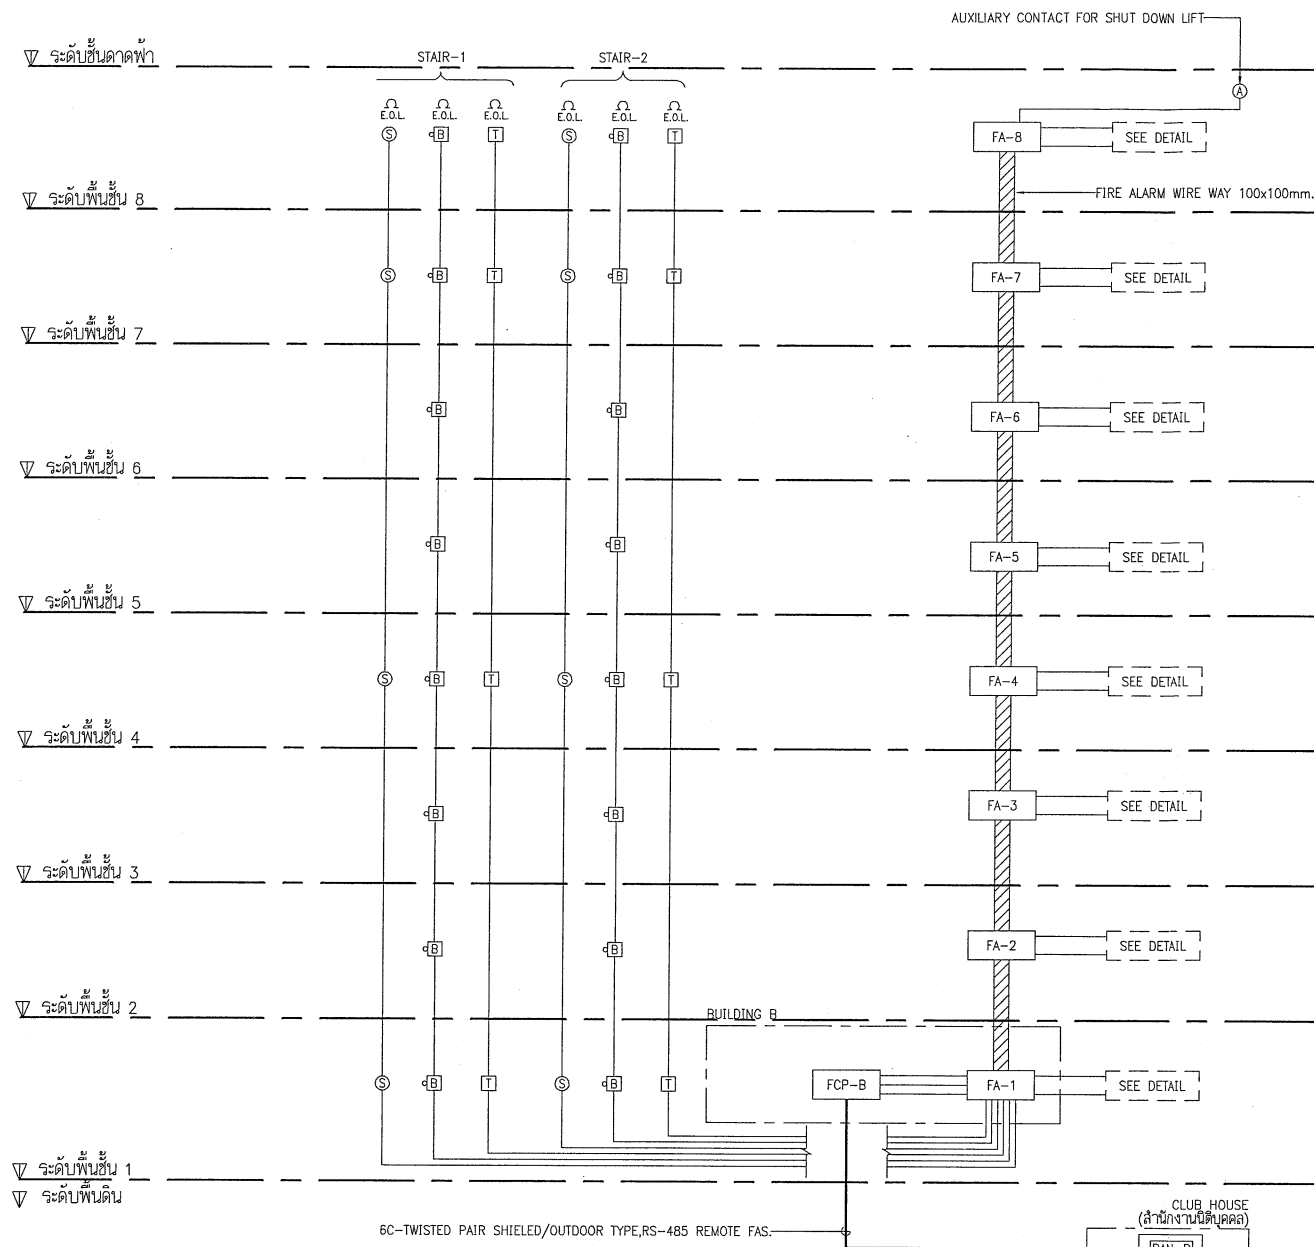 AUXILIARY CONTACT FOR SHUT DOWN LIFT
ระดับชั้นดาดฟ้า
STAIR-1
STAIR-2
A
Ω Ω Ω Ω Ω Ω
E.O.L. E.O.L. E.O.L. E.O.L. E.O.L. E.O.L.
S B T S B T
FA-8
SEE DETAIL
ระดับพื้นชั้น 8
FIRE ALARM WIRE WAY 100x100mm.
S B T S B T
FA-7
SEE DETAIL
ระดับพื้นชั้น 7
B B
FA-6
SEE DETAIL
ระดับพื้นชั้น 6
B B
FA-5
SEE DETAIL
ระดับพื้นชั้น 5
S B T S B T
FA-4
SEE DETAIL
ระดับพื้นชั้น 4
B B
FA-3
SEE DETAIL
ระดับพื้นชั้น 3
B B
FA-2
SEE DETAIL
ระดับพื้นชั้น 2
BUILDING B
S B T S B T
FCP-B
FA-1
SEE DETAIL
ระดับพื้นชั้น 1
ระดับพื้นดิน
6C-TWISTED PAIR SHIELDED/OUTDOOR TYPE,RS-485 REMOTE FAS.
CLUB HOUSE
(สำนักงานนิติบุคคล)